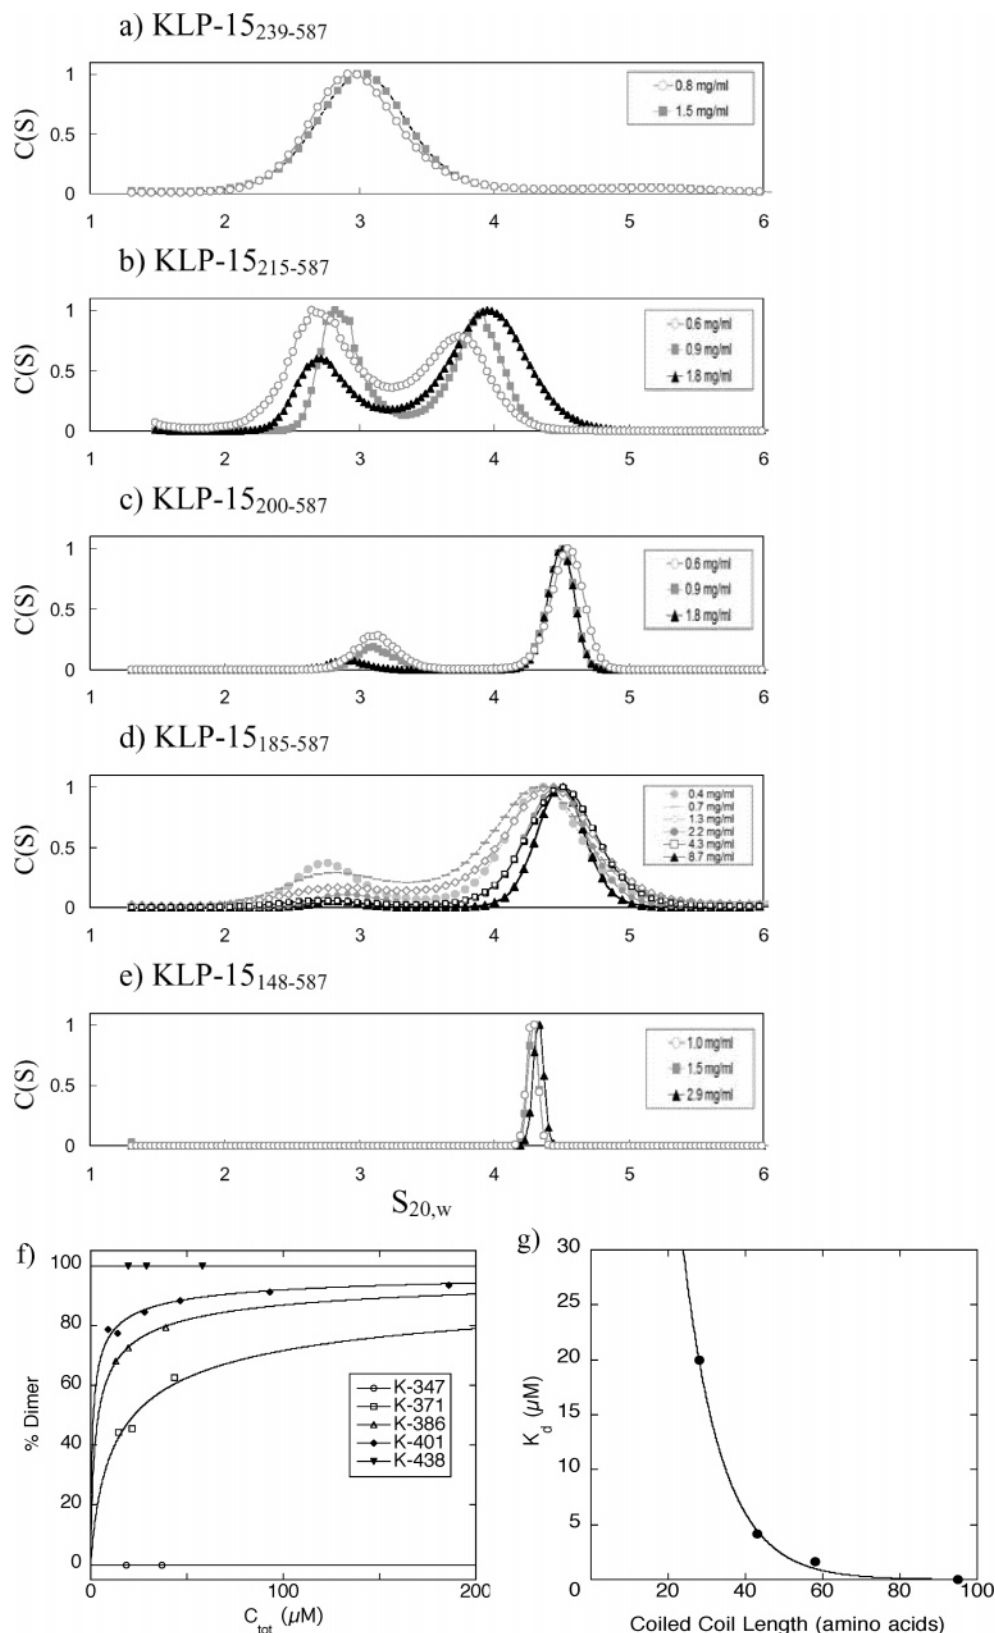 a) KLP-15239-587
C(S)
1
0.5
0
0.8 mg/ml
1.5 mg/ml
1 2 3 4 5 6
b) KLP-15215-587
C(S)
1
0.5
0
0.6 mg/ml
0.9 mg/ml
1.8 mg/ml
1 2 3 4 5 6
c) KLP-15200-587
C(S)
1
0.5
0
0.6 mg/ml
0.9 mg/ml
1.8 mg/ml
1 2 3 4 5 6
d) KLP-15185-587
C(S)
1
0.5
0
0.4 mg/ml
0.7 mg/ml
1.3 mg/ml
2.2 mg/ml
4.3 mg/ml
8.7 mg/ml
1 2 3 4 5 6
e) KLP-15148-587
C(S)
1
0.5
0
1.0 mg/ml
1.5 mg/ml
2.9 mg/ml
1 2 3 4 5 6
S20,w
f)
% Dimer
100
80
60
40
20
0
K-347
K-371
K-386
K-401
K-438
0 100 200
Ctot (µM)
g)
Kd (µM)
30
25
20
15
10
5
0
20 40 60 80 100
Coiled Coil Length (amino acids)